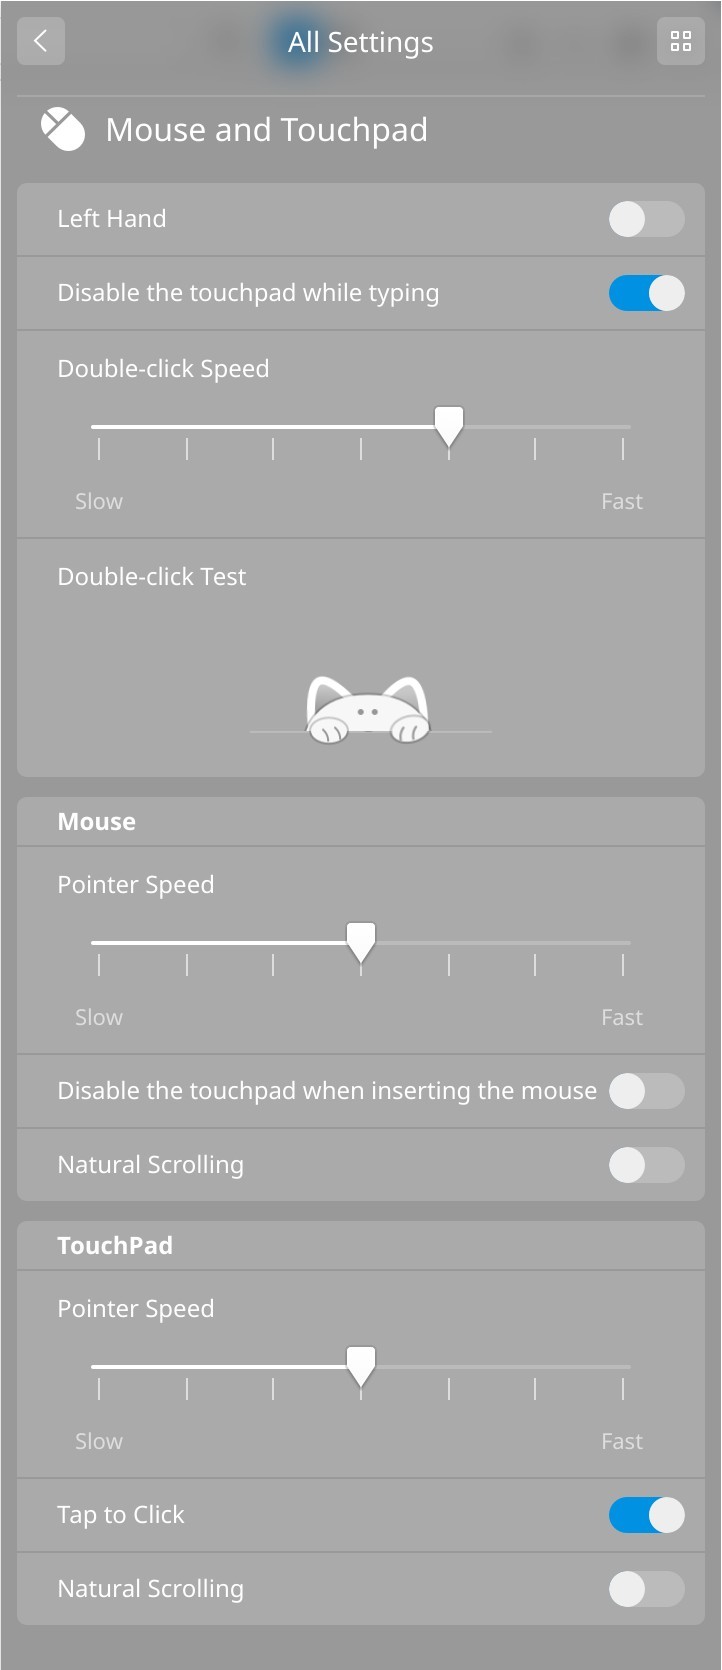 All Settings
Mouse and Touchpad
Left Hand
Disable the touchpad while typing
Double-click Speed
Slow Fast
Double-click Test
Mouse
Pointer Speed
Slow Fast
Disable the touchpad when inserting the mouse
Natural Scrolling
TouchPad
Pointer Speed
Slow Fast
Tap to Click
Natural Scrolling